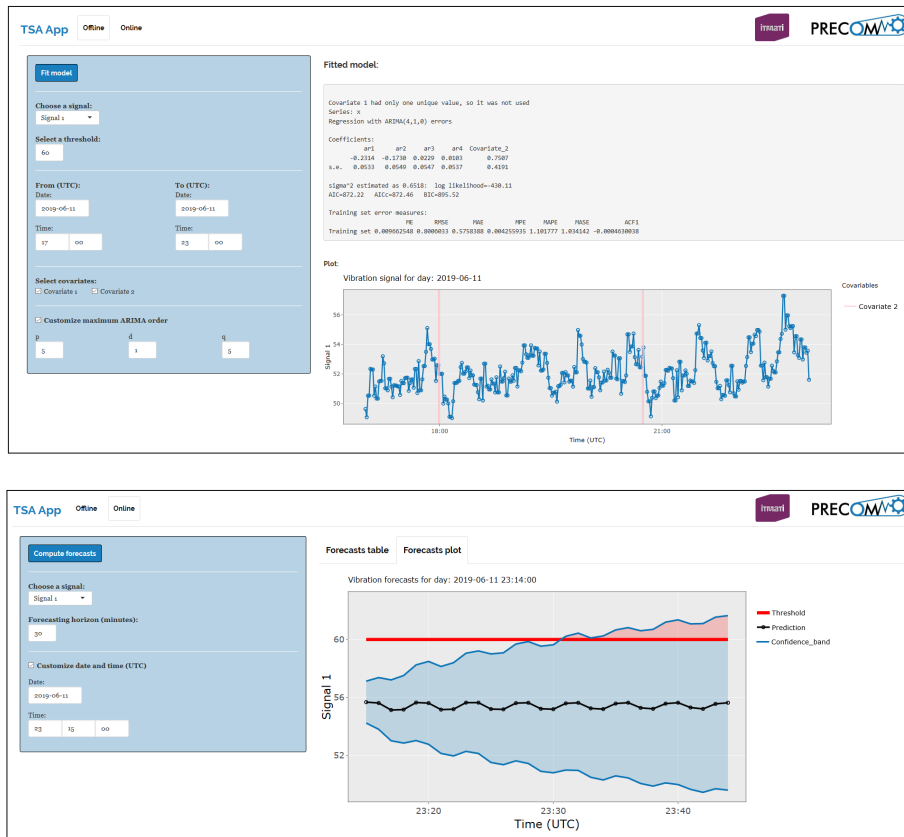 TSA App Offline Online
itmati PRECOM
Fit model
Choose a signal:
Signal 1
Select a threshold:
60
From (UTC): To (UTC):
Date: Date:
2019-06-11 2019-06-11
Time: Time:
17 00 23 00
Select covariates:
Covariate 1 Covariate 2
Customize maximum ARIMA order
p d q
5 1 5
Fitted model:
Covariate 1 had only one unique value, so it was not used
Series: x
Regression with ARIMA(4,1,0) errors
Coefficients:
ar1 ar2 ar3 ar4 Covariate_2
-0.2314 -0.1730 0.0229 0.0103 0.7507
s.e. 0.0533 0.0549 0.0547 0.0537 0.4191
sigma^2 estimated as 0.6518: log likelihood=-430.11
AIC=872.22 AICc=872.46 BIC=895.52
Training set error measures:
ME RMSE MAE MPE MAPE MASE ACF1
Training set 0.009662548 0.8006033 0.5758388 0.004255935 1.101777 1.034142 -0.0004630038
Plot:
Vibration signal for day: 2019-06-11
Signal 1
56
54
52
50
18:00 21:00
Time (UTC)
Covariables
Covariate 2
TSA App Offline Online
itmati PRECOM
Compute forecasts
Choose a signal:
Signal 1
Forecasting horizon (minutes):
30
Customize date and time (UTC)
Date:
2019-06-11
Time:
23 15 00
Forecasts table Forecasts plot
Vibration forecasts for day: 2019-06-11 23:14:00
Signal 1
60
56
52
23:20 23:30 23:40
Time (UTC)
Threshold
Prediction
Confidence_band